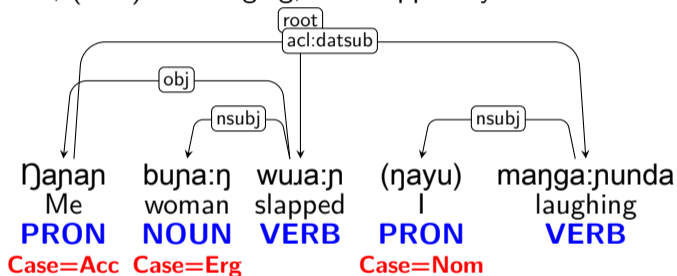 root
acl:datsub
obj
nsubj nsubj
Ŋaɲaɲ buɲa:ŋ wuɹa:ɲ (ŋayu) maŋga:ɲunda
Me woman slapped I laughing
PRON NOUN VERB PRON VERB
Case=Acc Case=Erg Case=Nom